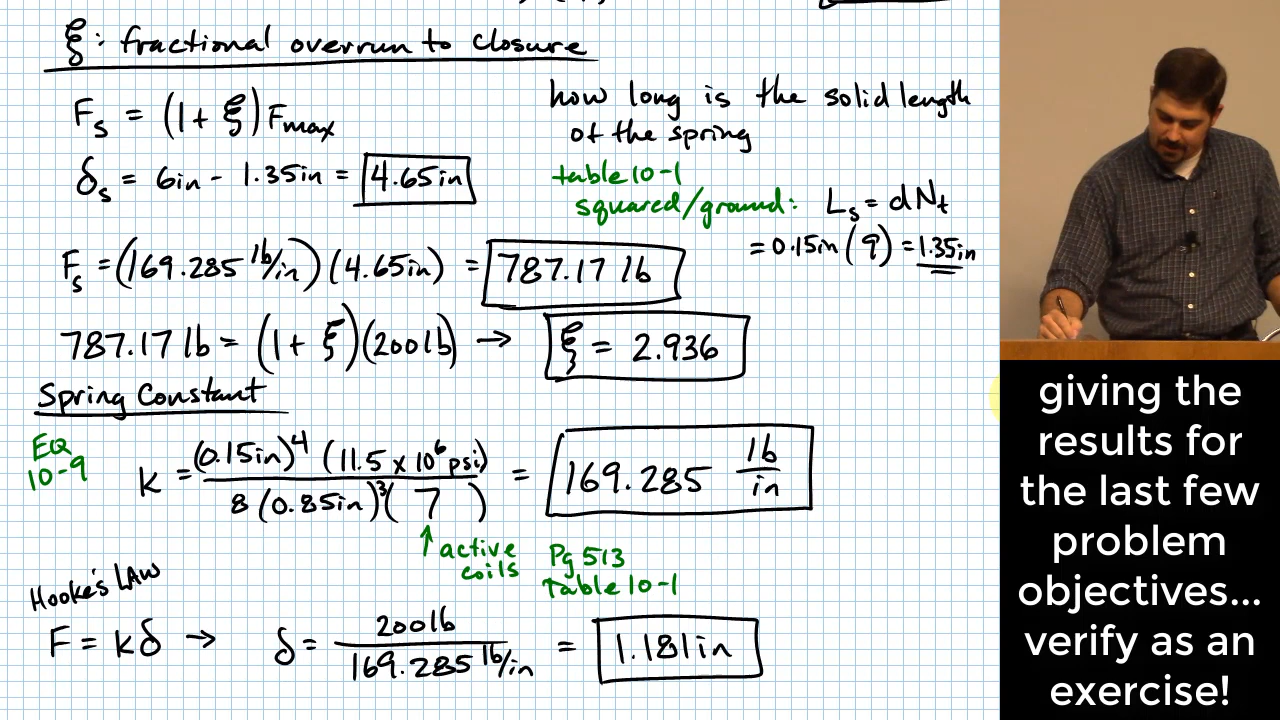 ξ: fractional overrun to closure
Fs = (1 + ξ) Fmax
how long is the solid length
of the spring
δs = 6in - 1.35in = 4.65in
table 10-1
squared/ground: Ls = dNt
= 0.15in (9) = 1.35in
Fs = (169.285 lb/in) (4.65in) = 787.17 lb
787.17 lb = (1 + ξ)(200lb) → ξ = 2.936
Spring Constant
EQ
10-9
k = (0.15in)^4 (11.5 x 10^6 psi) / 8 (0.85in)^3 ( 7 ) = 169.285 lb/in
↑ active
coils
Pg 513
Table 10-1
Hooke's LAW
F = kδ → δ = 200lb / 169.285 lb/in = 1.181in
giving the
results for
the last few
problem
objectives...
verify as an
exercise!